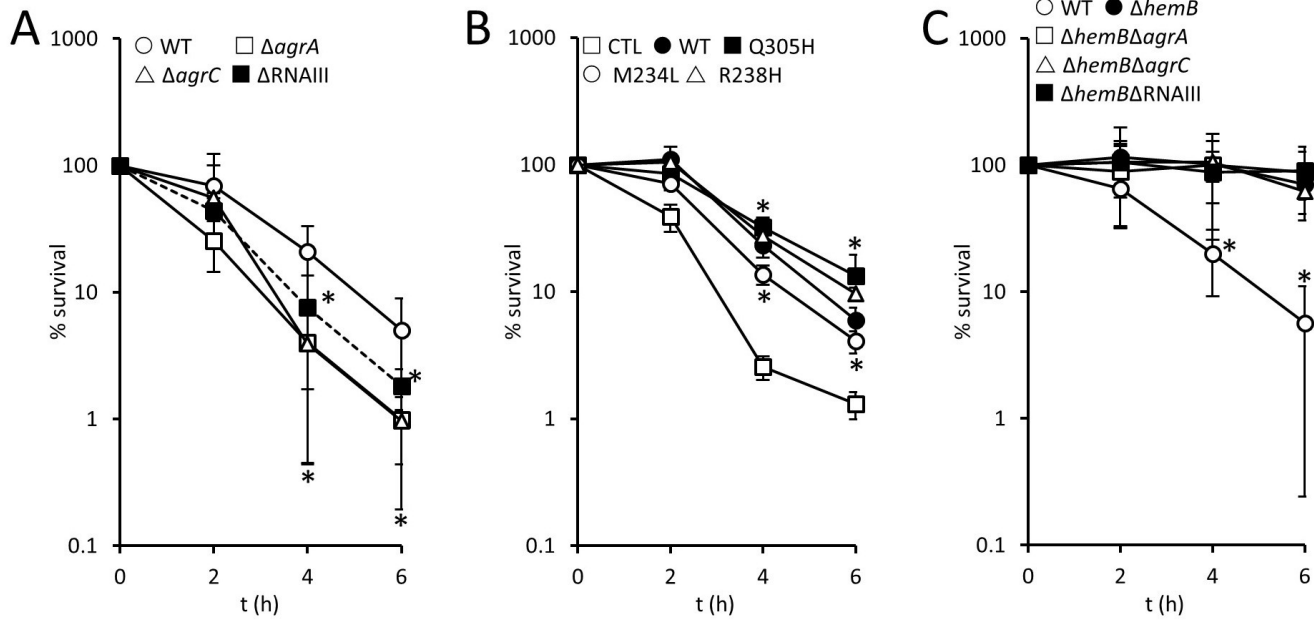 A
1000
100
10
1
0.1
% survival
WT ΔagrA
ΔagrC ΔRNAIII
*
*
*
*
0 2 4 6
t (h)
B
1000
100
10
1
0.1
% survival
CTL WT Q305H
M234L R238H
*
*
*
*
0 2 4 6
t (h)
C
1000
100
10
1
0.1
% survival
WT ΔhemB
ΔhemBΔagrA
ΔhemBΔagrC
ΔhemBΔRNAIII
*
*
0 2 4 6
t (h)